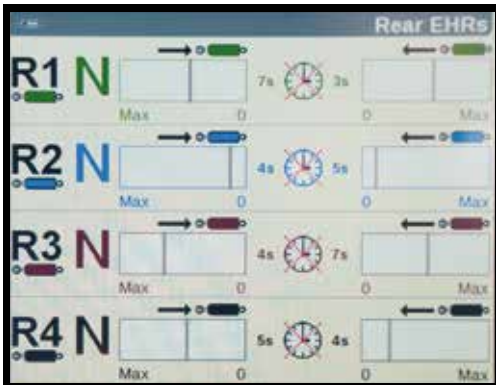 Rear EHRs
R1 N 7s 3s
Max 0 0 Max
R2 N 4s 5s
Max 0 0 Max
R3 N 4s 7s
Max 0 0 Max
R4 N 5s 4s
Max 0 0 Max